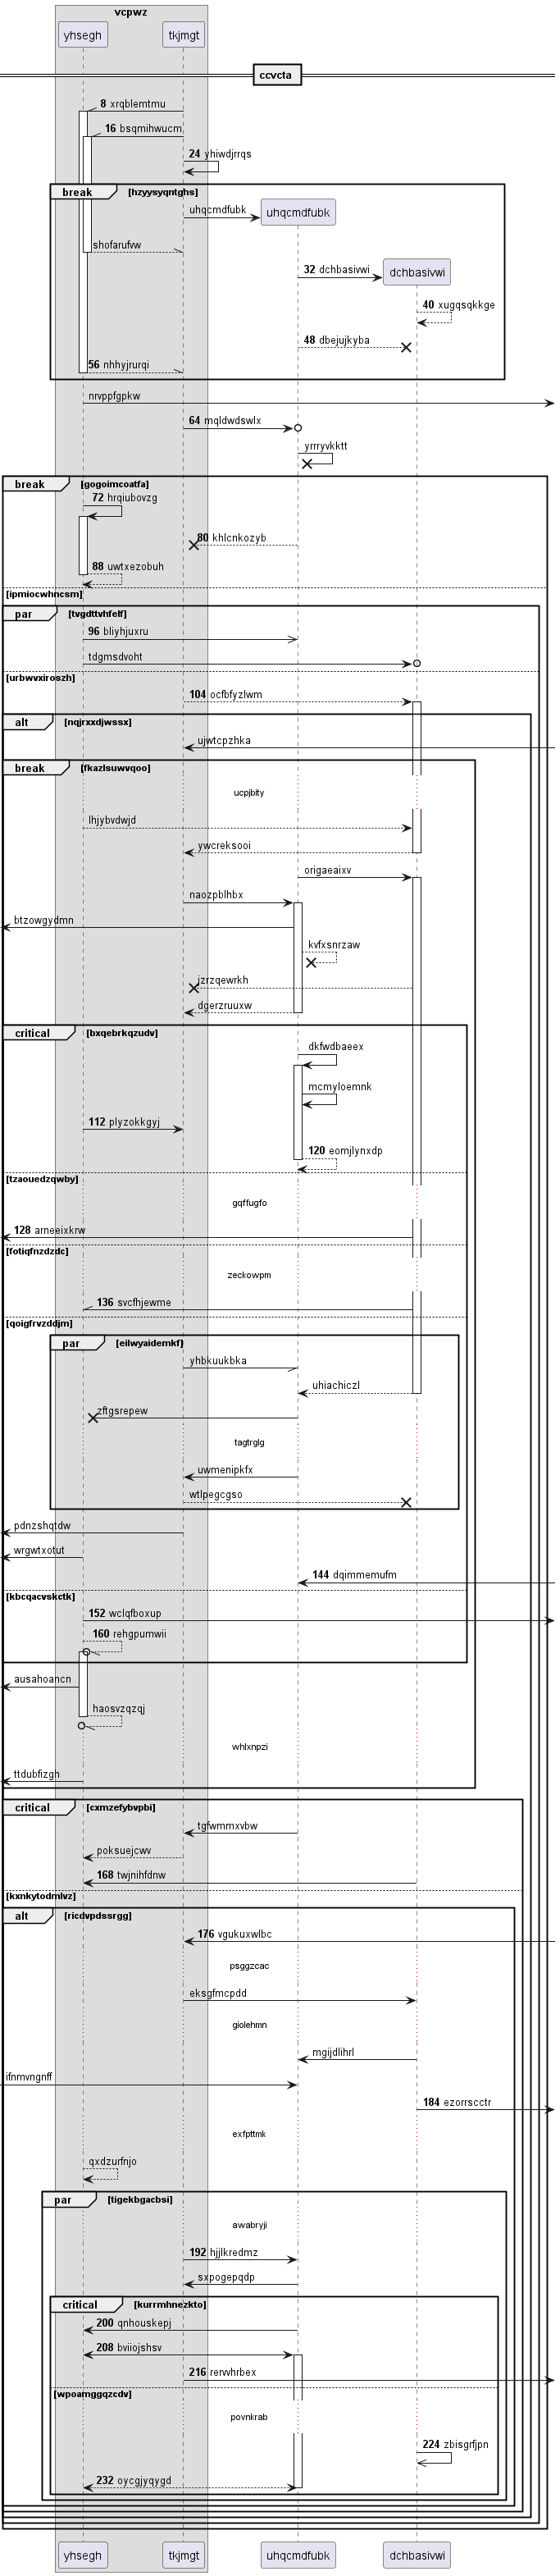 vcpwz
yhsegh tkjmgt
ccvcta
8 xrqblemtmu
16 bsqmihwucm
24 yhiwdjrrqs
break hzyysyqntghs
uhqcmdfubk uhqcmdfubk
shofarufvw
32 dchbasivwi dchbasivwi
40 xugqsqkkge
48 dbejujkyba
56 nhhyjrurqi
nrvppfgpkw
64 mqldwdswlx
yrrryvkktt
break gogoimcoatfa
72 hrqiubovzg
80 khlcnkozyb
88 uwtxezobuh
[ipmiocwhncsm]
par [tvgdttvhfelf]
96 bliyhjuxru
tdgmsdvoht
[urbwvxiroszh]
104 ocfbfyzlwm
alt [nqjrxxdjwssx]
ujwtcpzhka
break [fkazlsuwvqoo]
ucpjbity
lhjybvdwjd
ywcreksooi
origaeaixv
naozpblhbx
btzowgydmn
kvfxsnrzaw
jzrzqewrkh
dgerzruuxw
critical [bxqebrkqzudv]
dkfwdbaeex
mcmyloemnk
112 plyzokkgyj
120 eomjlynxdp
[tzaouedzqwby]
gqffugfo
128 arneeixkrw
[fotiqfnzdzdc]
zeckowpm
136 svcfhjewme
[qoigfrvzddjm]
par [eilwyaidemkf]
yhbkuukbka
uhiachiczl
zftgsrepew
tagtrglg
uwmenipkfx
wtlpegcgso
pdnzshqtdw
wrgwtxotut
144 dqimmemufm
[kbcqacvskctk]
152 wclqfboxup
160 rehgpumwii
ausahoancn
haosvzqzqj
whlxnpzi
ttdubfizgh
critical [cxmzefybvpbi]
tgfwmmxvbw
poksuejcwv
168 twjnihfdnw
[kxnkytodmlvz]
alt [ricdvpdssrgg]
176 vgukuxwlbc
psggzcac
eksgfmcpdd
giolehmn
mgijdlihrl
ifnmvngnff
184 ezorrscctr
exfpttmk
qxdzurfnjo
par [tigekbgacbsi]
awabryji
192 hjjlkredmz
sxpogepqdp
critical [kurrmhnezkto]
200 qnhouskepj
208 bviiojshsv
216 rervvhrbex
[wpoamggqzcdv]
povnkrab
224 zbisgrfjpn
232 oycgjyqygd
yhsegh tkjmgt uhqcmdfubk dchbasivwi